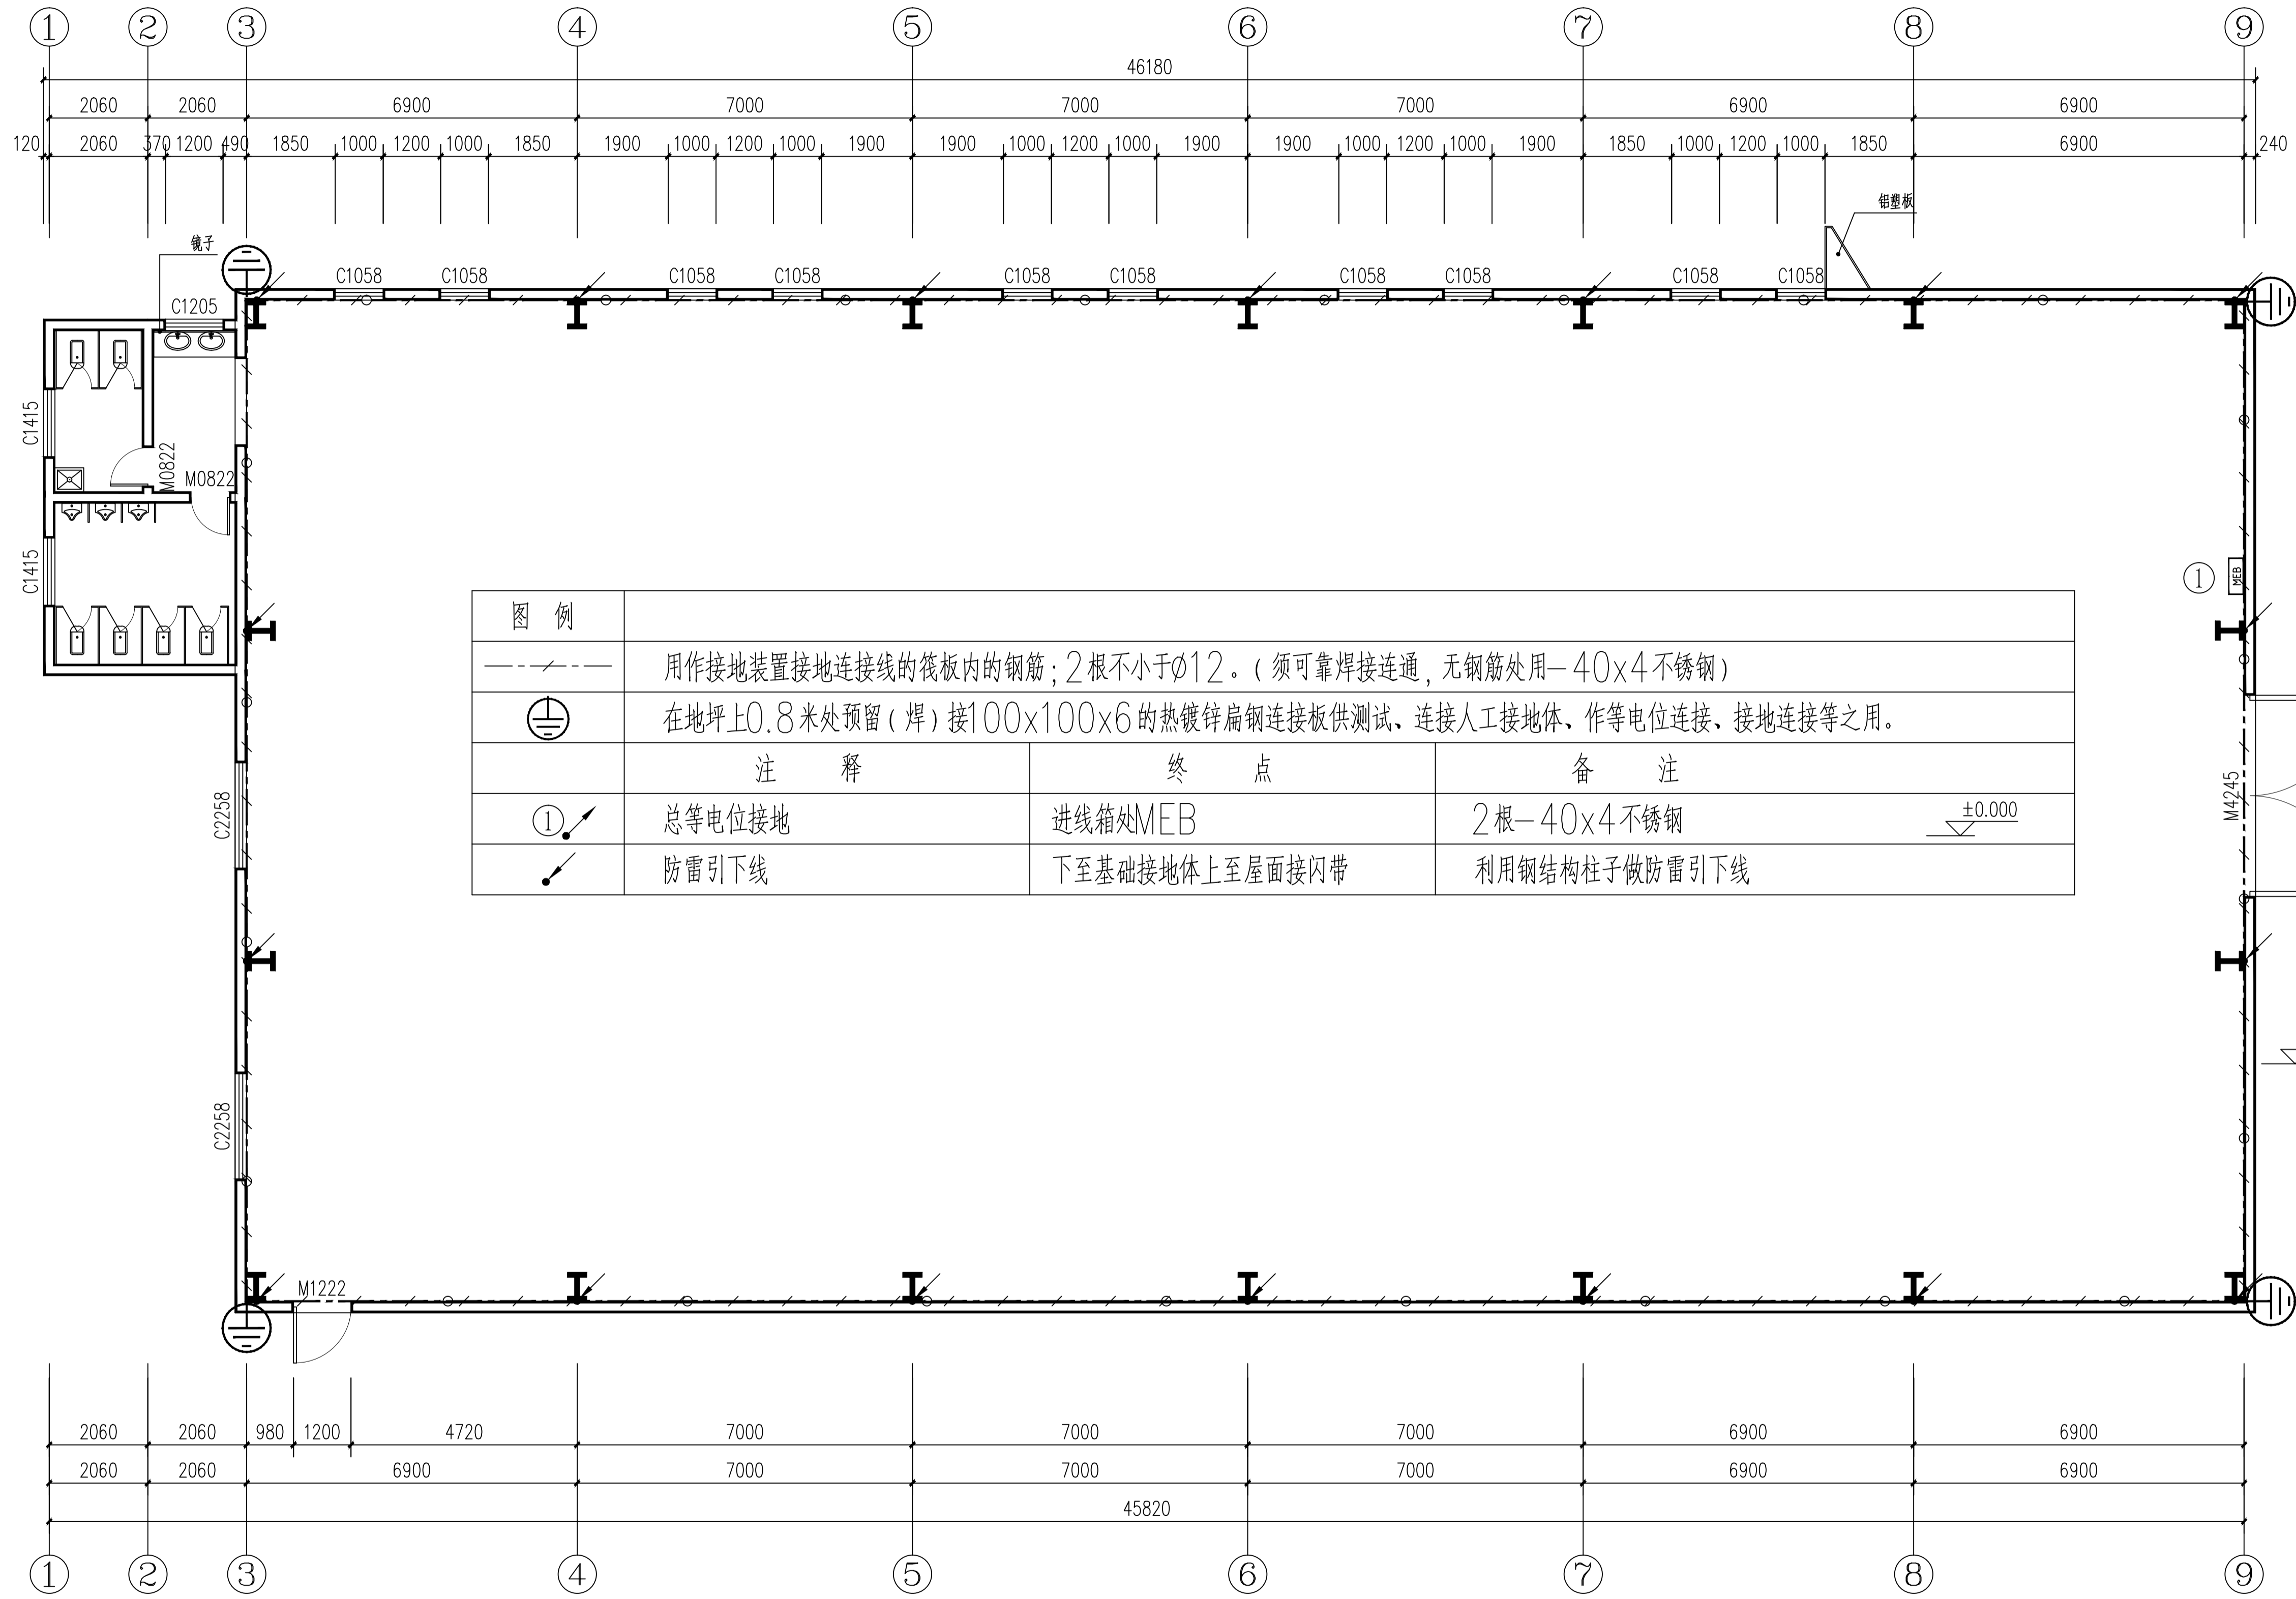 1 2 3 4 5 6 7 8 9
46180
2060 2060 6900 7000 7000 7000 6900 6900
120 2060 370 1200 490 1850 1000 1200 1000 1850 1900 1000 1200 1000 1900 1900 1000 1200 1000 1900 1900 1000 1200 1000 1900 1850 1000 1200 1000 1850 6900 240
铝塑板
镜子
C1058 C1058 C1058 C1058 C1058 C1058 C1058 C1058 C1058 C1058
C1205
C1415
M0822
M0822
C1415
1 MEB
图 例
用作接地装置接地连接线的筏板内的钢筋;2根不小于Ø12。(须可靠焊接连通,无钢筋处用-40x4不锈钢)
在地坪上0.8米处预留(焊)接100x100x6的热镀锌扁钢连接板供测试、连接人工接地体、作等电位连接、接地连接等之用。
注 释 终 点 备 注
1 总等电位接地 进线箱处MEB 2根-40x4不锈钢 ±0.000
防雷引下线 下至基础接地体上至屋面接闪带 利用钢结构柱子做防雷引下线
C2258
M4245
C2258
M1222
2060 2060 980 1200 4720 7000 7000 7000 6900 6900
2060 2060 6900 7000 7000 7000 6900 6900
45820
1 2 3 4 5 6 7 8 9